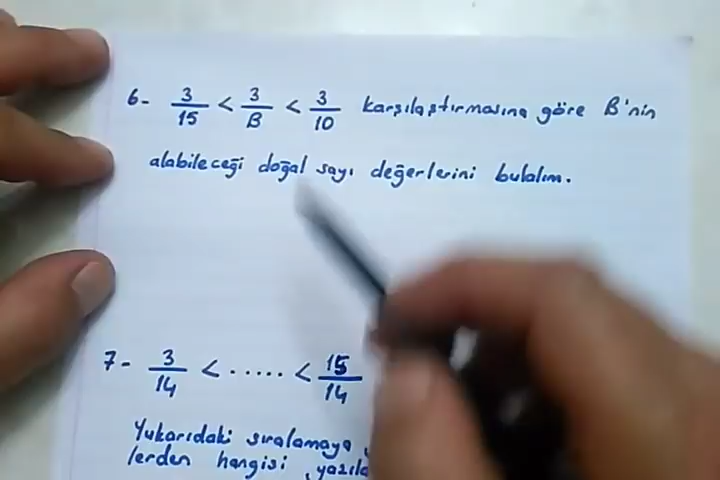 6- 3/15 < 3/B < 3/10 karşılaştırmasına göre B'nin
alabileceği doğal sayı değerlerini bulalım.
7- 3/14 < ..... < 15/14
Yukarıdaki sıralamaya
lerden hangisi